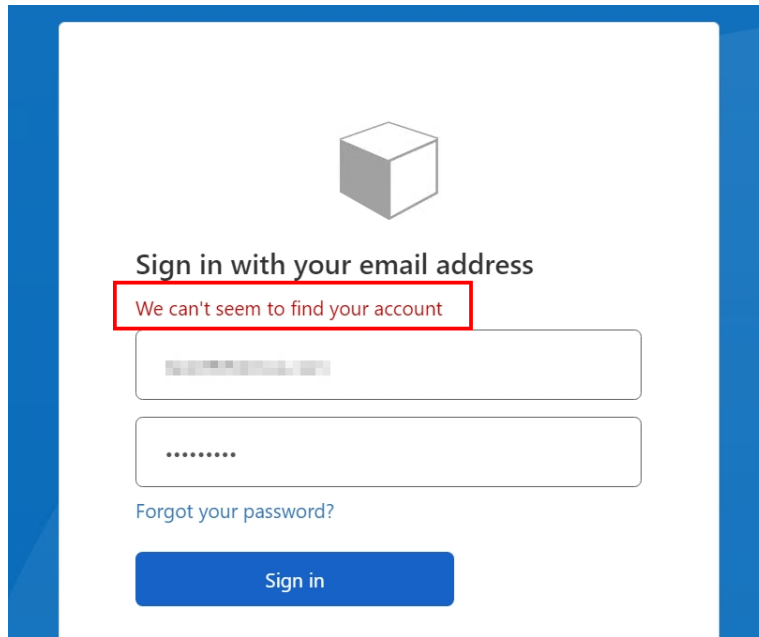 Sign in with your email address
We can't seem to find your account
•••••••••
Forgot your password?
Sign in